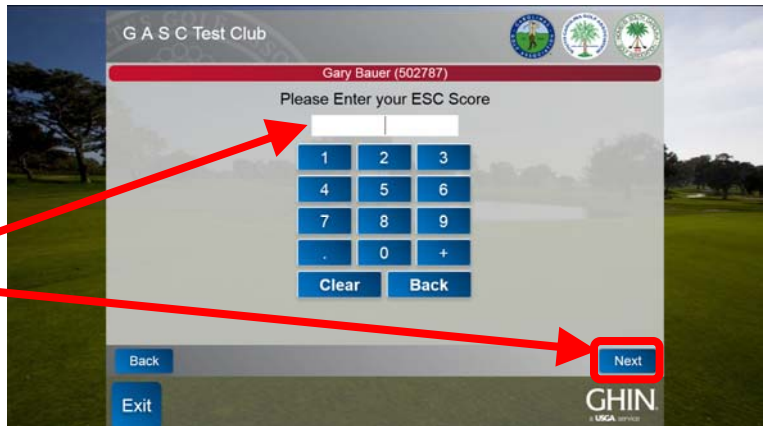 G A S C Test Club
Gary Bauer (502787)
Please Enter your ESC Score
1 2 3
4 5 6
7 8 9
. 0 +
Clear Back
Back Next
Exit
GHIN
a USGA service